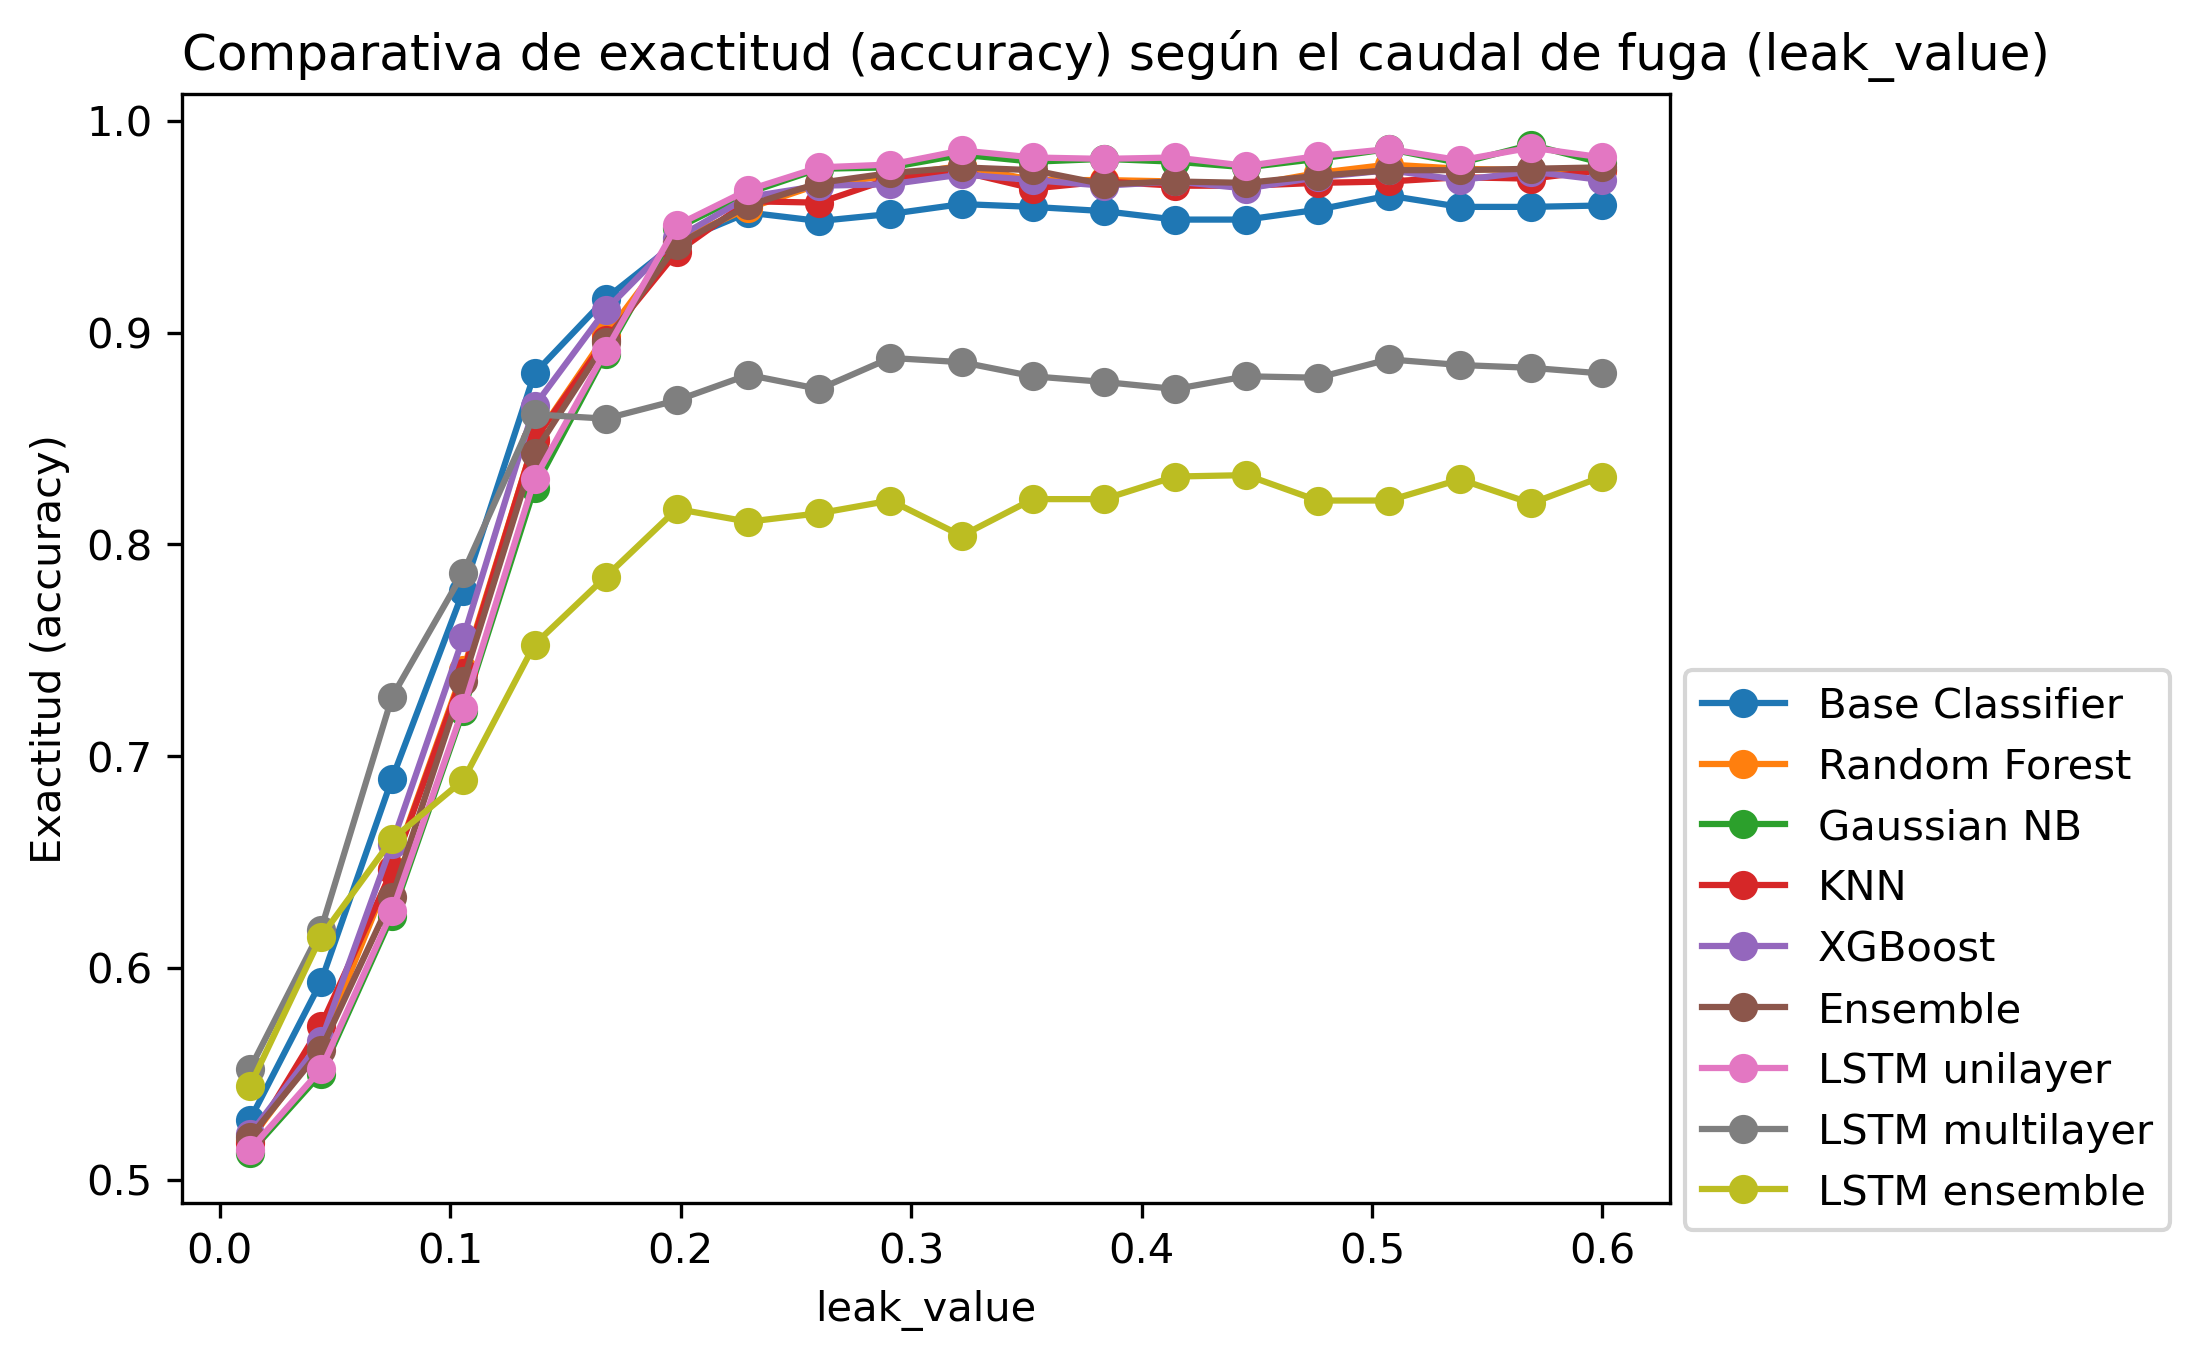 Comparativa de exactitud (accuracy) según el caudal de fuga (leak_value)
1.0
0.9
0.8
0.7
0.6
0.5
Exactitud (accuracy)
0.0 0.1 0.2 0.3 0.4 0.5 0.6
leak_value
Base Classifier
Random Forest
Gaussian NB
KNN
XGBoost
Ensemble
LSTM unilayer
LSTM multilayer
LSTM ensemble